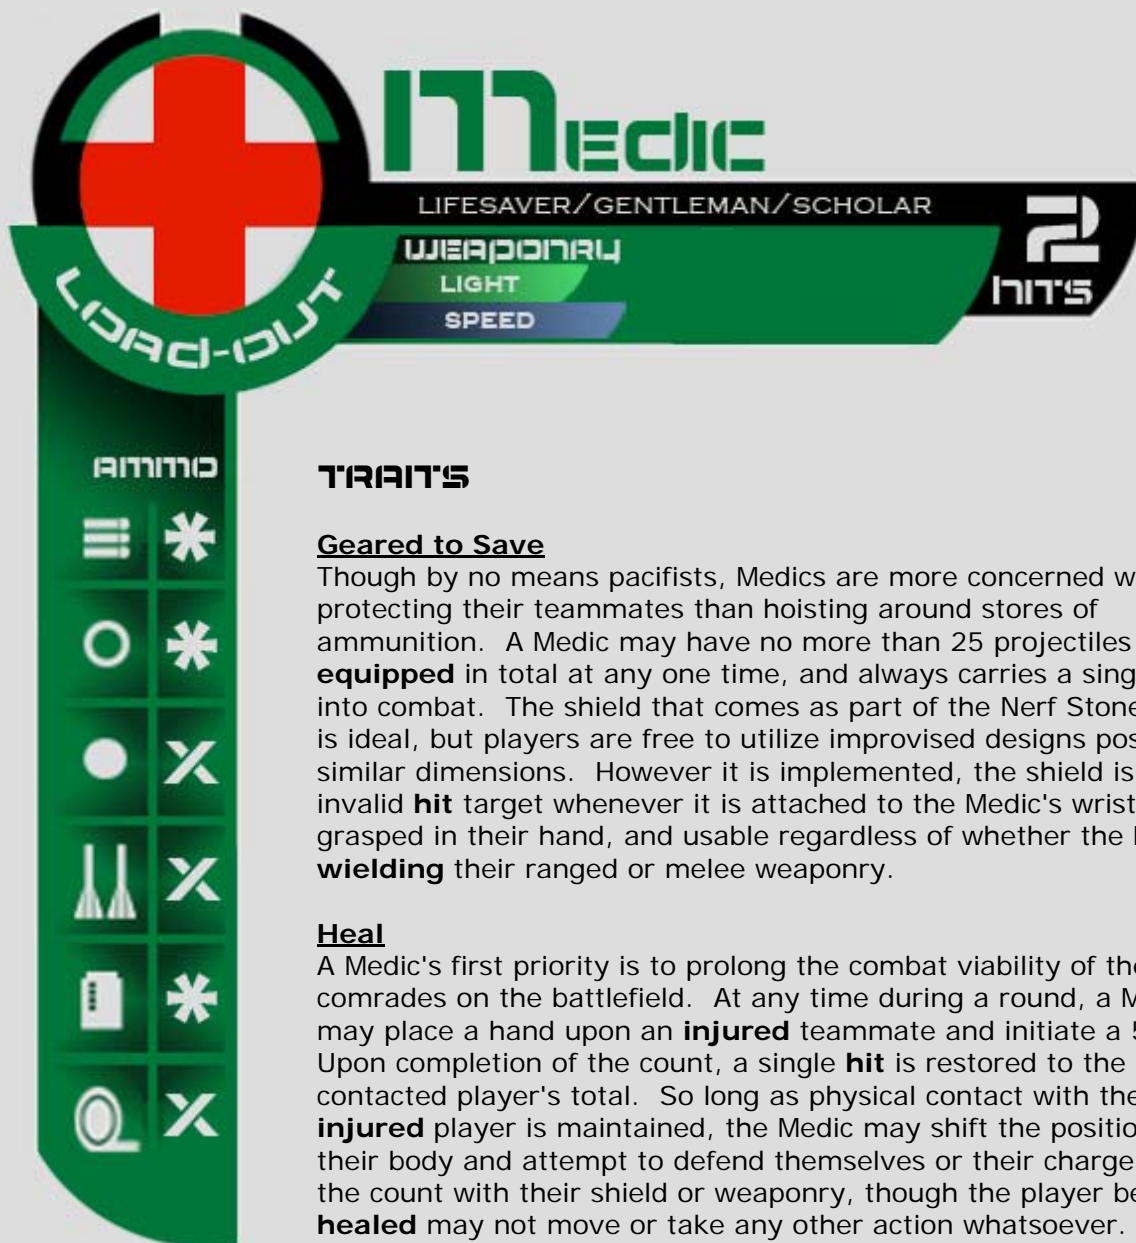 Medic
LIFESAVER/GENTLEMAN/SCHOLAR
2
HITS
WEAPONRY
LIGHT
SPEED
LOAD-OUT
AMMO
TRAITS
Geared to Save
Though by no means pacifists, Medics are more concerned w
protecting their teammates than hoisting around stores of
ammunition. A Medic may have no more than 25 projectiles
equipped in total at any one time, and always carries a sing
into combat. The shield that comes as part of the Nerf Stone
is ideal, but players are free to utilize improvised designs pos
similar dimensions. However it is implemented, the shield is
invalid hit target whenever it is attached to the Medic's wrist
grasped in their hand, and usable regardless of whether the
wielding their ranged or melee weaponry.
Heal
A Medic's first priority is to prolong the combat viability of the
comrades on the battlefield. At any time during a round, a M
may place a hand upon an injured teammate and initiate a 5
Upon completion of the count, a single hit is restored to the
contacted player's total. So long as physical contact with the
injured player is maintained, the Medic may shift the positio
their body and attempt to defend themselves or their charge
the count with their shield or weaponry, though the player be
healed may not move or take any other action whatsoever.